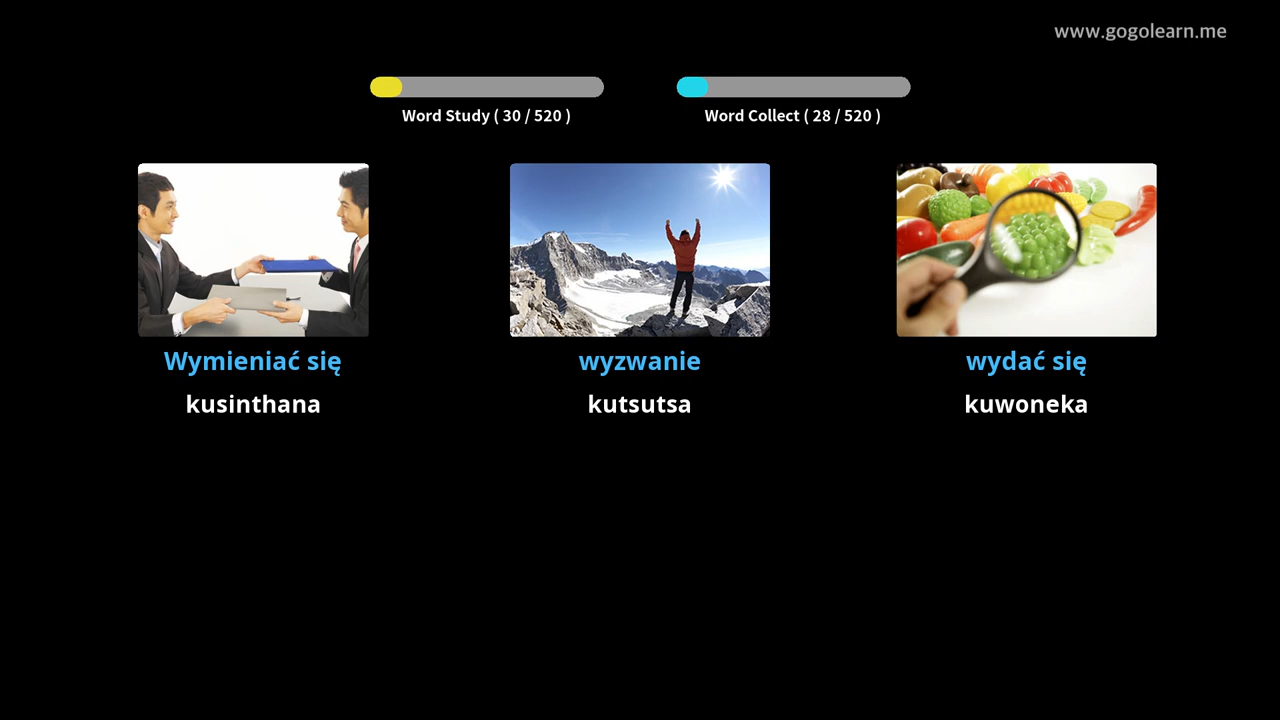 www.gogolearn.me
Word Study ( 30 / 520 )
Word Collect ( 28 / 520 )
Wymieniać się
wyzwanie
wydać się
kusinthana
kutsutsa
kuwoneka